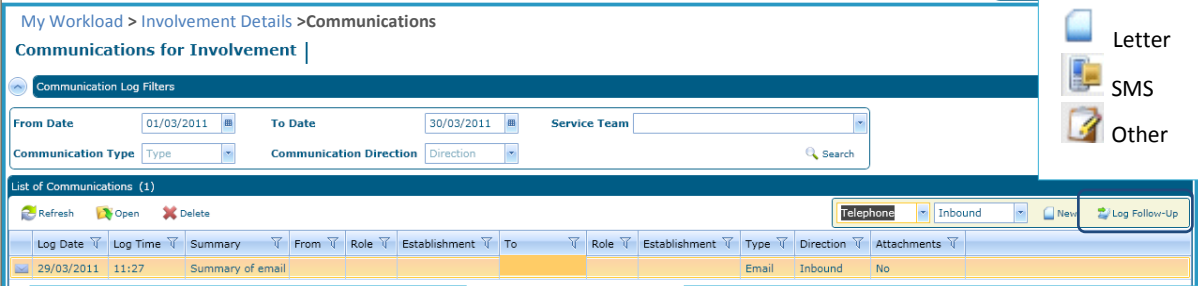 My Workload > Involvement Details >Communications
Communications for Involvement
Communication Log Filters
From Date 01/03/2011 To Date 30/03/2011 Service Team
Communication Type Type Communication Direction Direction Search
List of Communications (1)
Refresh Open Delete Telephone Inbound New Log Follow-Up
Log Date Log Time Summary From Role Establishment To Role Establishment Type Direction Attachments
29/03/2011 11:27 Summary of email Email Inbound No
Letter
SMS
Other